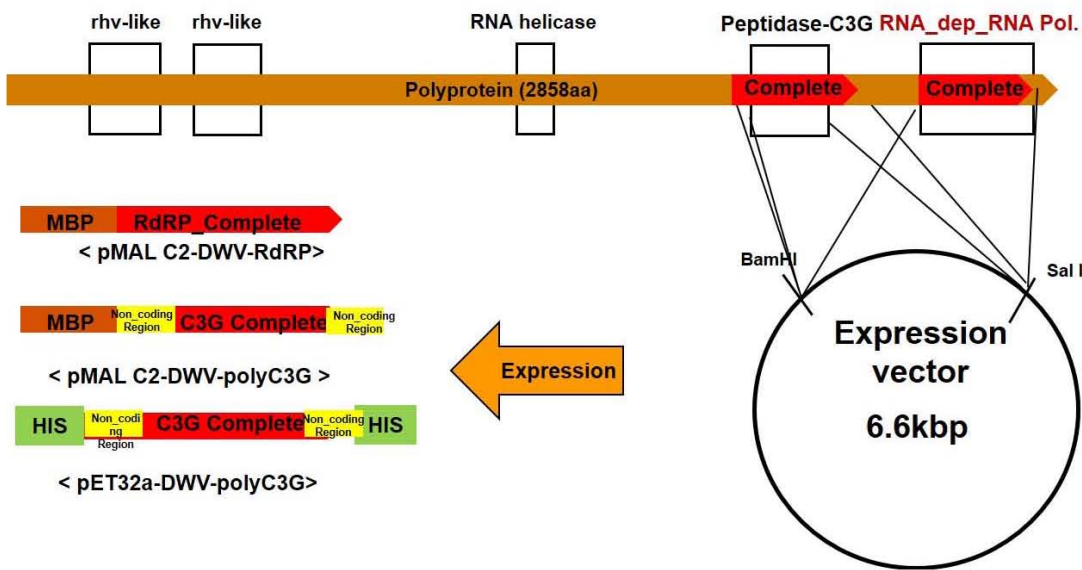 rhv-like
rhv-like
RNA helicase
Peptidase-C3G
RNA_dep_RNA Pol.
Polyprotein (2858aa)
Complete
Complete
MBP
RdRP_Complete
< pMAL C2-DWV-RdRP>
BamHI
Sal I
MBP
Non_coding
Region
C3G Complete
Non_coding
Region
< pMAL C2-DWV-polyC3G >
Expression
Expression
vector
6.6kbp
HIS
Non_codi
ng
Region
C3G Complete
Non_coding
Region
HIS
< pET32a-DWV-polyC3G>